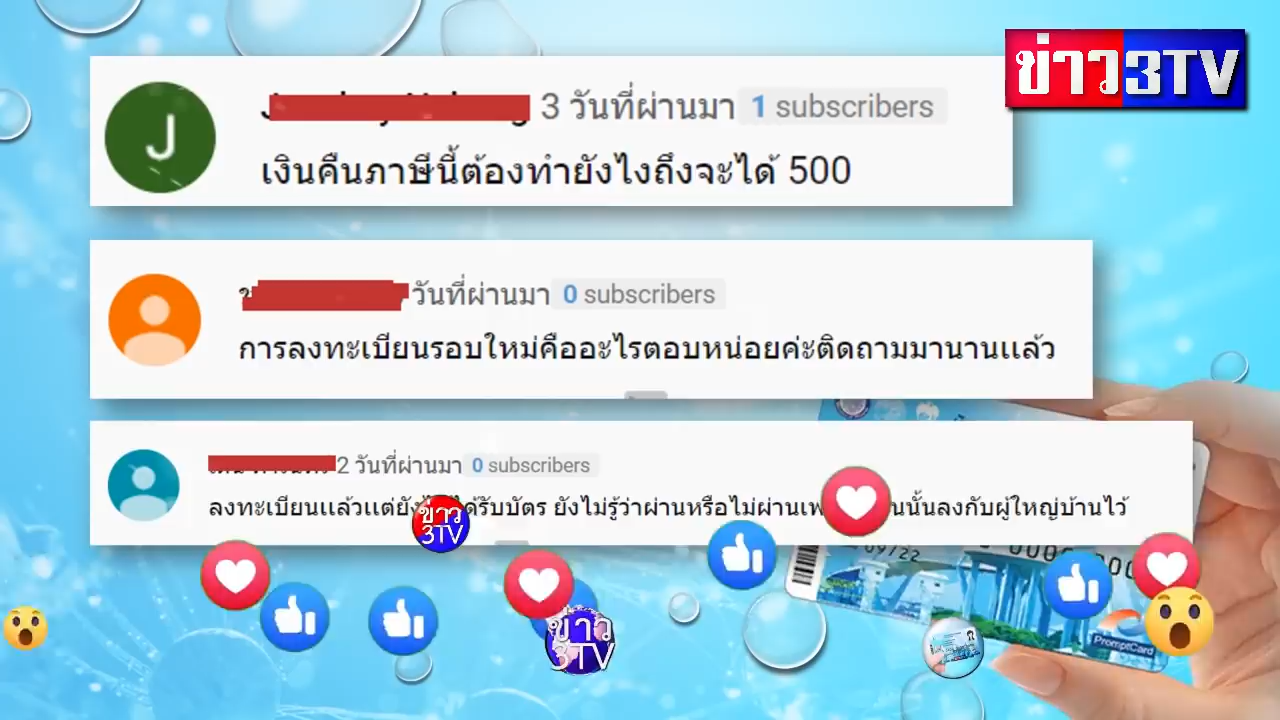 ข่าว3TV
J
3 วันที่ผ่านมา 1 subscribers
เงินคืนภาษีนี้ต้องทำยังไงถึงจะได้ 500
วันที่ผ่านมา 0 subscribers
การลงทะเบียนรอบใหม่คืออะไรตอบหน่อยค่ะติดถามมานานแล้ว
2 วันที่ผ่านมา 0 subscribers
ลงทะเบียนแล้วแต่ยัง ได้รับบัตร ยังไม่รู้ว่าผ่านหรือไม่ผ่าน นั้นลงกับผู้ใหญ่บ้านไว้
ข่าว
3TV
09/22
ข่าว
3TV
PromptCard